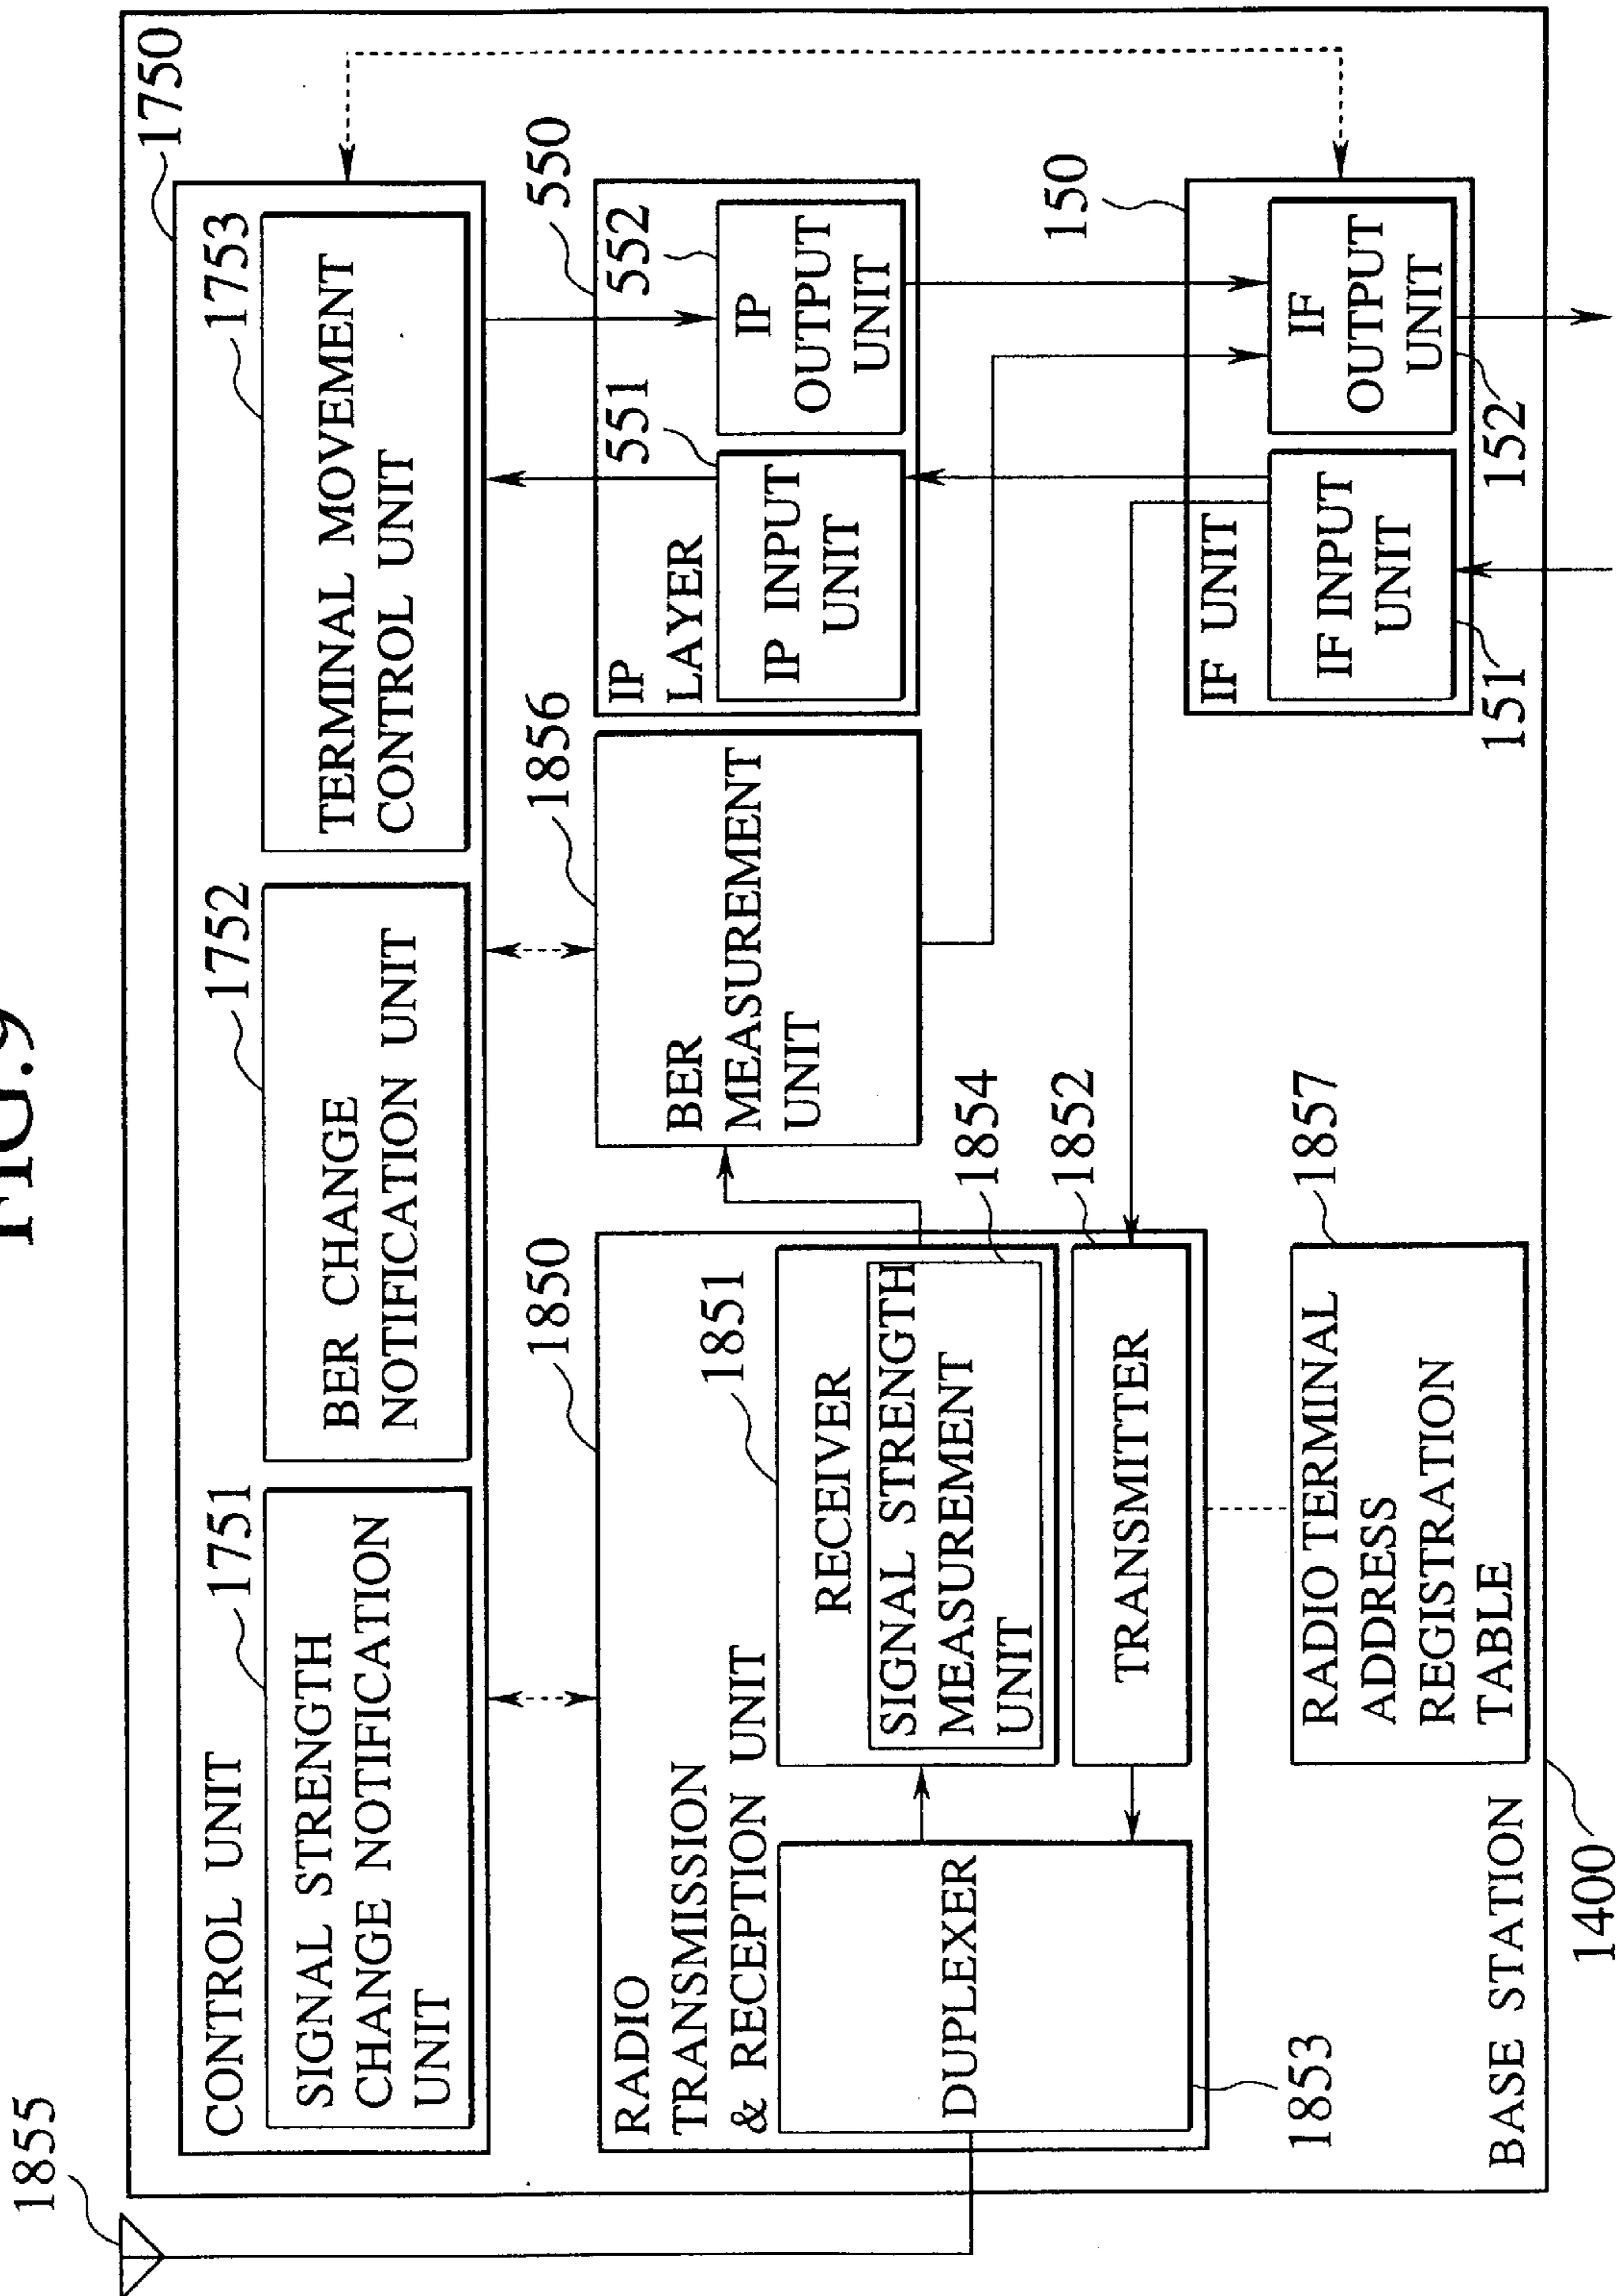 FIG.9
1855
CONTROL UNIT
1750
1751
SIGNAL STRENGTH
CHANGE NOTIFICATION
UNIT
1752
BER CHANGE
NOTIFICATION UNIT
1753
TERMINAL MOVEMENT
CONTROL UNIT
1850
RADIO
TRANSMISSION
& RECEPTION UNIT
DUPLEXER
1853
1851
RECEIVER
SIGNAL STRENGTH
MEASUREMENT
UNIT
1854
TRANSMITTER
1852
1856
BER
MEASUREMENT
UNIT
550
IP
LAYER
551
IP INPUT
UNIT
552
IP
OUTPUT
UNIT
1857
RADIO TERMINAL
ADDRESS
REGISTRATION
TABLE
150
IF UNIT
IF INPUT
UNIT
151
IF
OUTPUT
UNIT
152
BASE STATION
1400